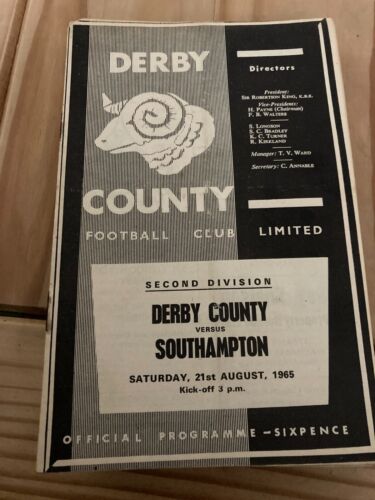 DERBY
COUNTY
FOOTBALL CLUB LIMITED
Directors
President:
SIR ROBERTSON KING, K.B.E.
Vice-Presidents:
H. PAYNE (Chairman)
F. B. WALTERS
S. LONGSON
S. C. BRADLEY
K. C. TURNER
R. KIRKLAND
Manager: T. V. WARD
Secretary: C. ANNABLE
SECOND DIVISION
DERBY COUNTY
VERSUS
SOUTHAMPTON
SATURDAY, 21st AUGUST, 1965
Kick-off 3 p.m.
OFFICIAL PROGRAMME — SIXPENCE